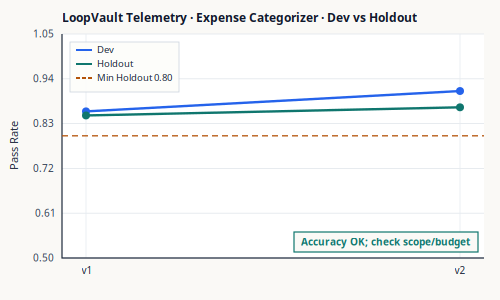 LoopVault Telemetry · Expense Categorizer · Dev vs Holdout
1.05
Dev
Holdout
Min Holdout 0.80
0.94
0.83
0.72
0.61
0.50
Pass Rate
Accuracy OK; check scope/budget
v1
v2